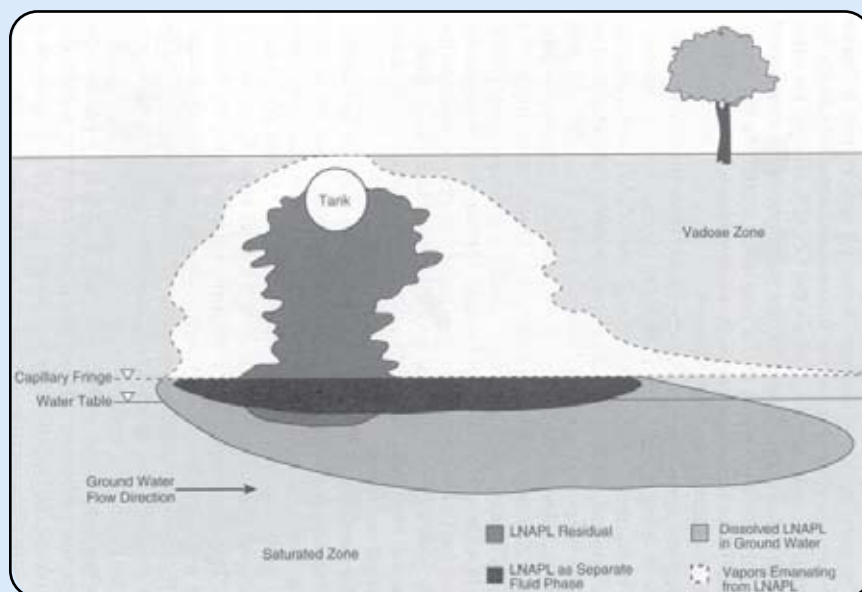 Tank
Vadose Zone
Capillary Fringe
Water Table
Ground Water
Flow Direction
Saturated Zone
LNAPL Residual
LNAPL as Separate
Fluid Phase
Dissolved LNAPL
in Ground Water
Vapors Emanating
from LNAPL